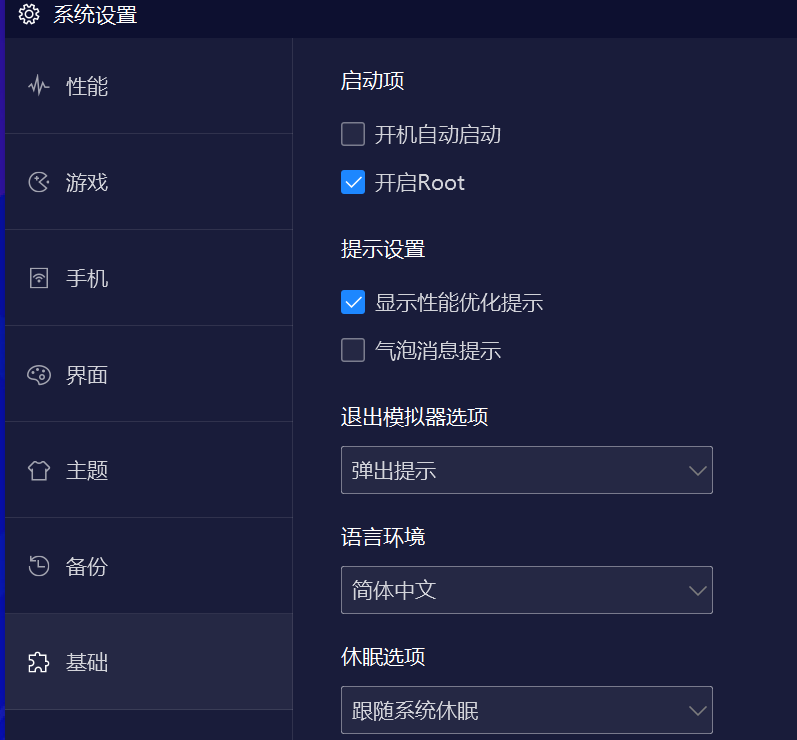 系统设置
性能
游戏
手机
界面
主题
备份
基础
启动项
开机自动启动
开启Root
提示设置
显示性能优化提示
气泡消息提示
退出模拟器选项
弹出提示
语言环境
简体中文
休眠选项
跟随系统休眠